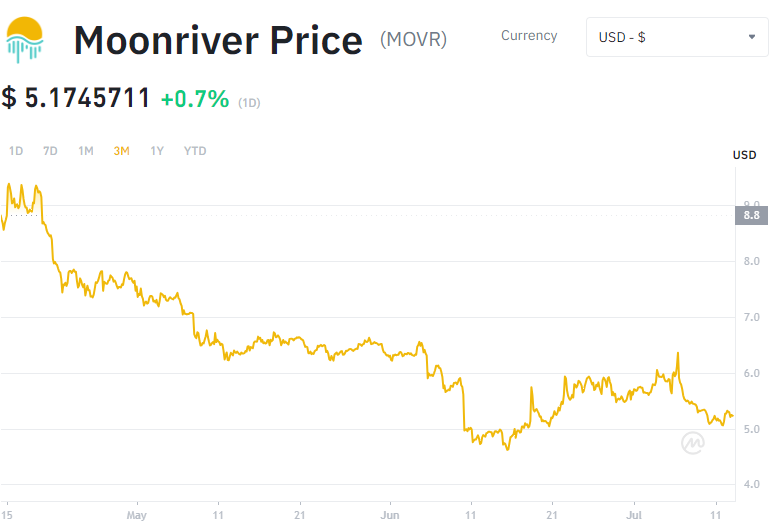 Moonriver Price (MOVR)
Currency
USD - $
$ 5.1745711 +0.7% (1D)
1D 7D 1M 3M 1Y YTD
USD
9.0
8.8
8.0
7.0
6.0
5.0
4.0
15 May 11 21 Jun 11 21 Jul 11